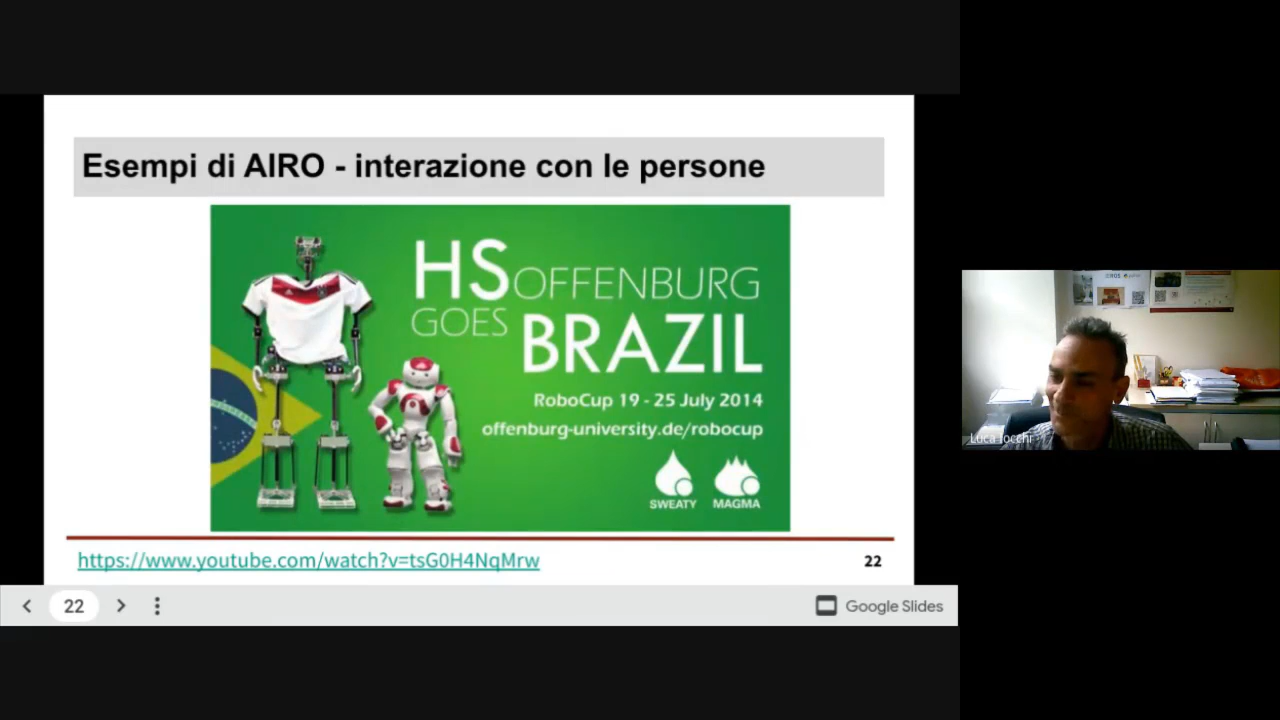 Esempi di AIRO - interazione con le persone
HS OFFENBURG
GOES BRAZIL
RoboCup 19 - 25 July 2014
offenburg-university.de/robocup
SWEATY MAGMA
https://www.youtube.com/watch?v=tsG0H4NqMrw
22
22
Google Slides
Luca Iocchi